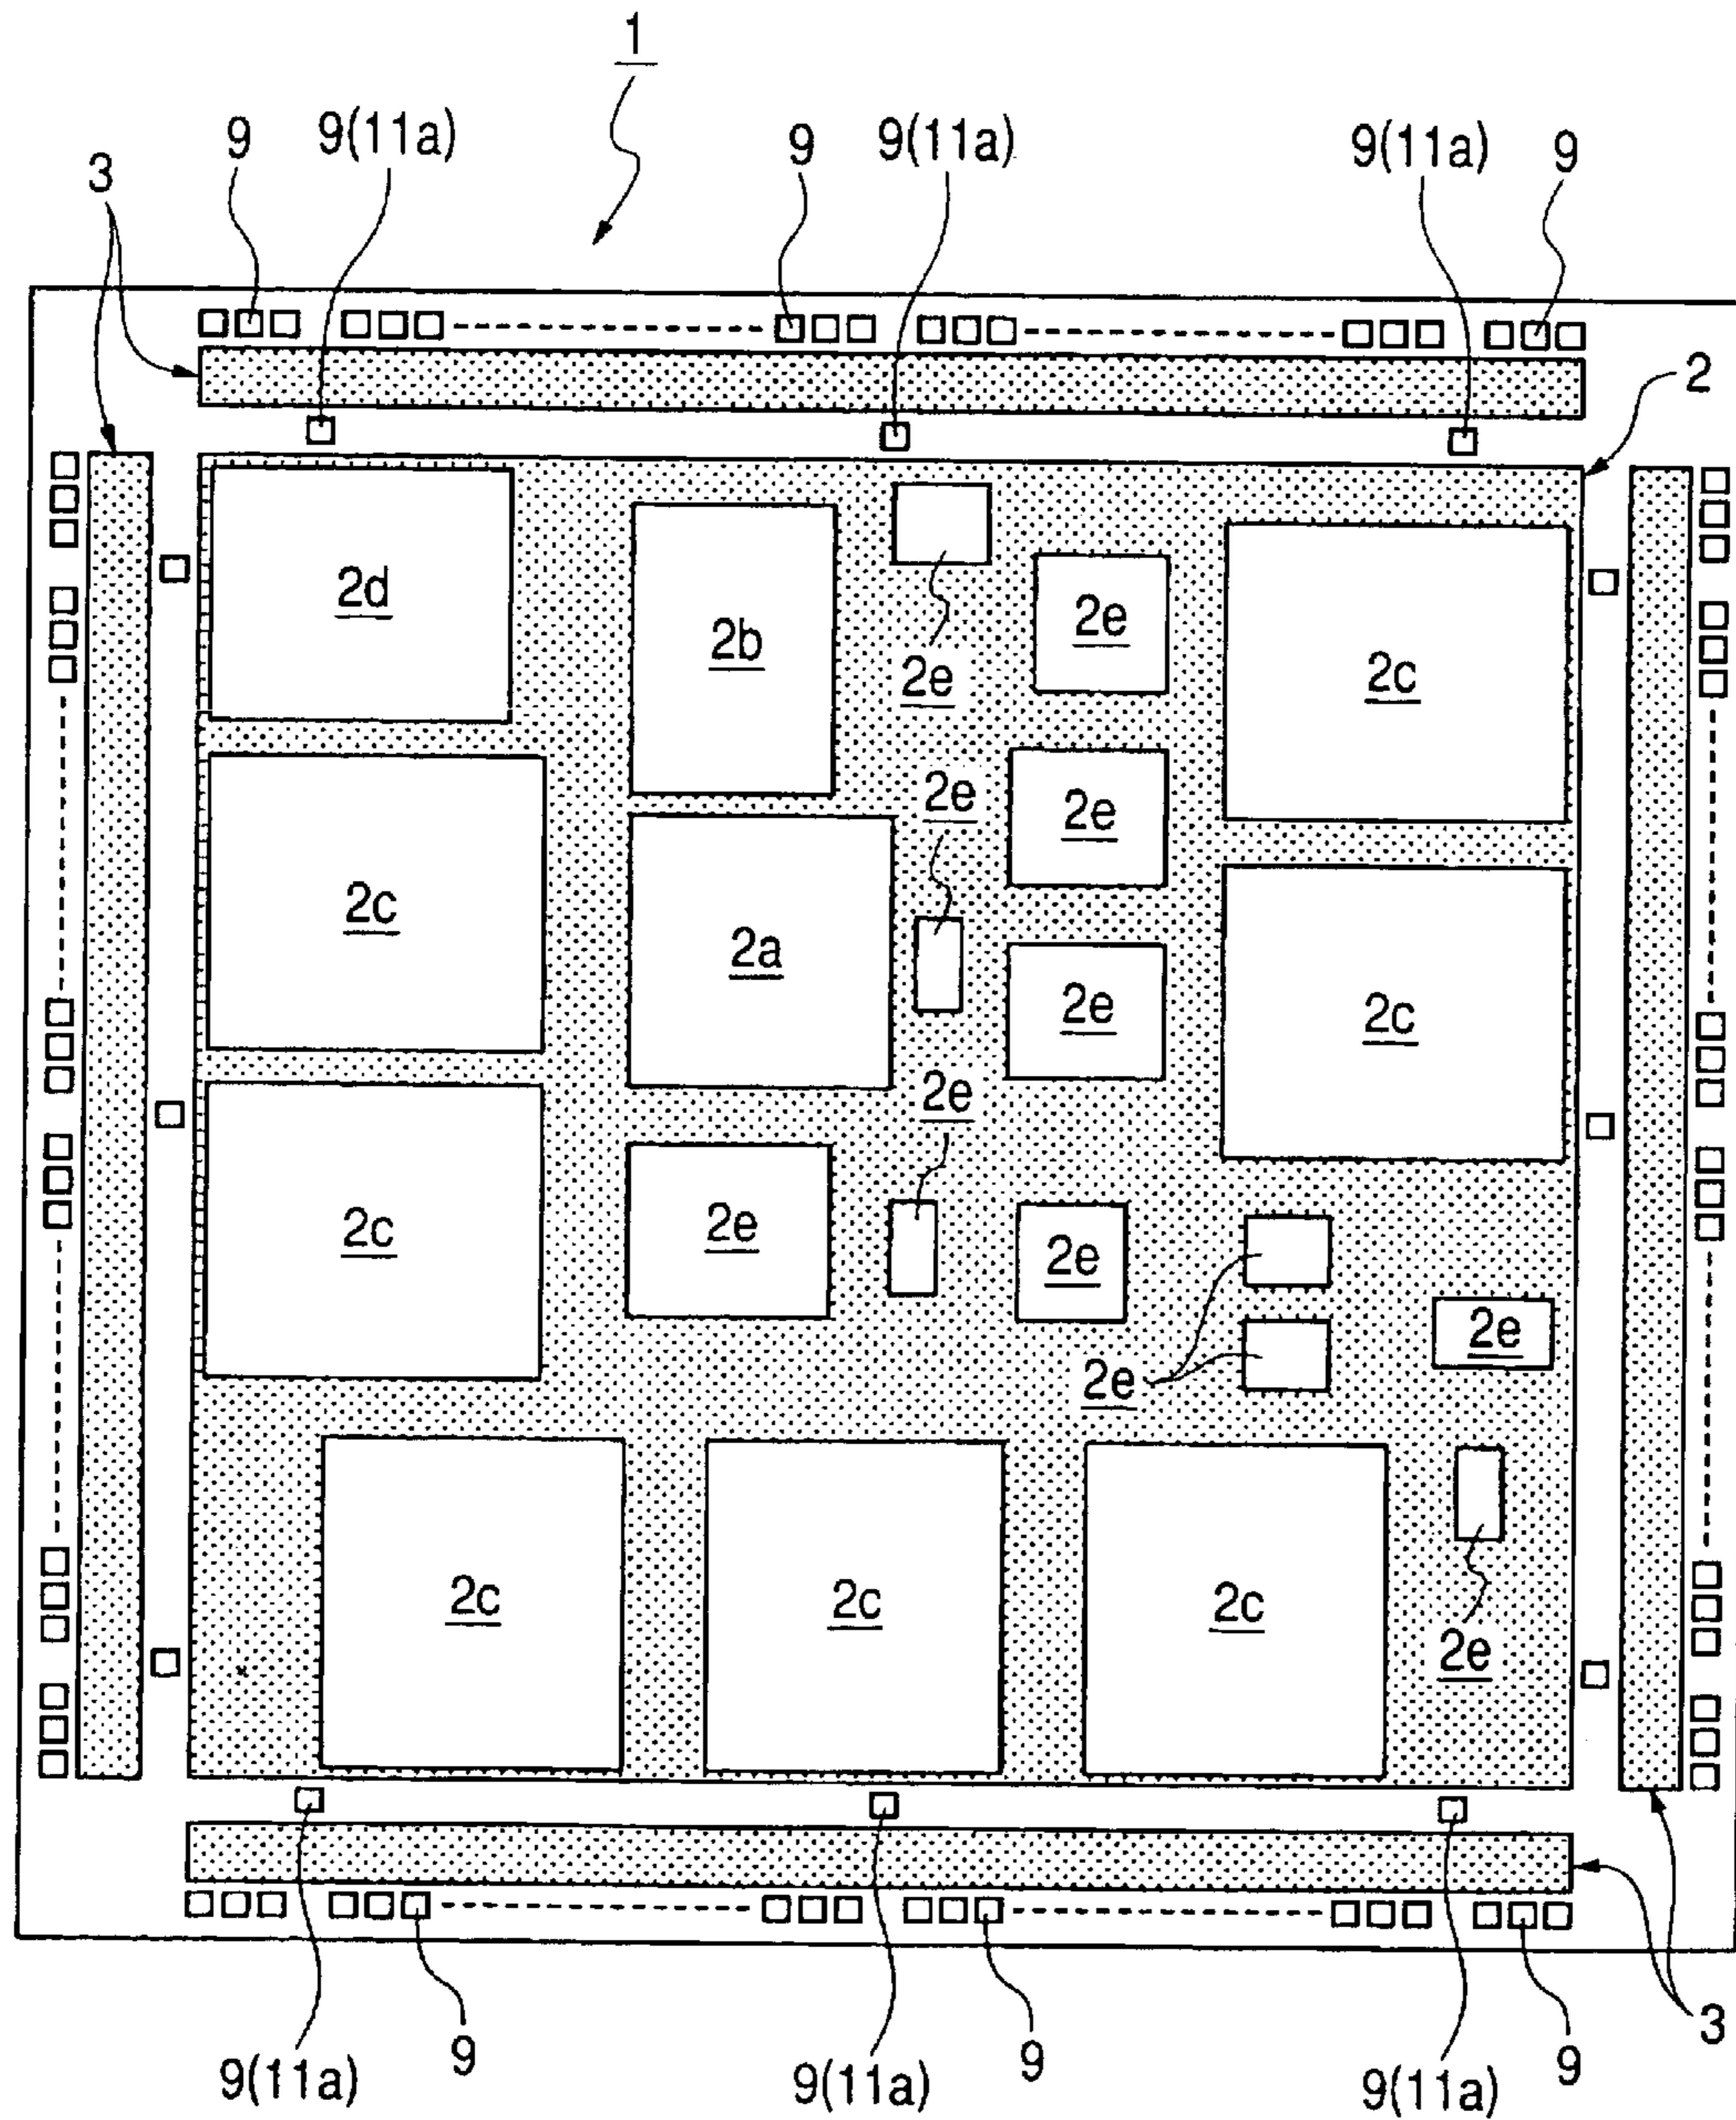 1
9 9(11a) 9 9(11a) 9(11a) 9
3
2
2d 2b 2e 2e 2c
2e 2e
2c 2a 2e 2c
2e
2c 2e 2e
2e 2e
2c 2c 2c
2e
3
9(11a) 9 9(11a) 9 9(11a) 9